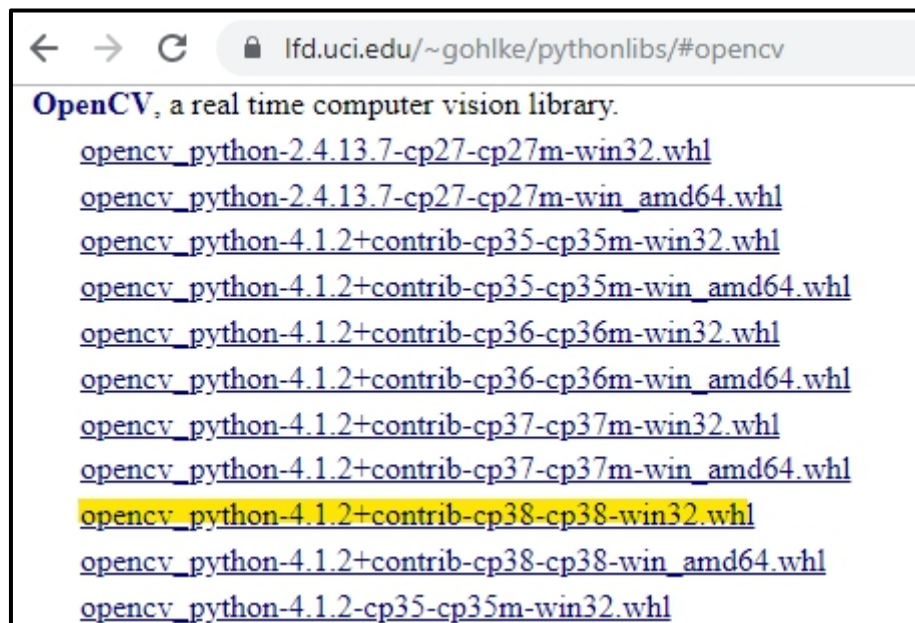 lfd.uci.edu/~gohlke/pythonlibs/#opencv
OpenCV, a real time computer vision library.
opencv_python-2.4.13.7-cp27-cp27m-win32.whl
opencv_python-2.4.13.7-cp27-cp27m-win_amd64.whl
opencv_python-4.1.2+contrib-cp35-cp35m-win32.whl
opencv_python-4.1.2+contrib-cp35-cp35m-win_amd64.whl
opencv_python-4.1.2+contrib-cp36-cp36m-win32.whl
opencv_python-4.1.2+contrib-cp36-cp36m-win_amd64.whl
opencv_python-4.1.2+contrib-cp37-cp37m-win32.whl
opencv_python-4.1.2+contrib-cp37-cp37m-win_amd64.whl
opencv_python-4.1.2+contrib-cp38-cp38-win32.whl
opencv_python-4.1.2+contrib-cp38-cp38-win_amd64.whl
opencv_python-4.1.2-cp35-cp35m-win32.whl